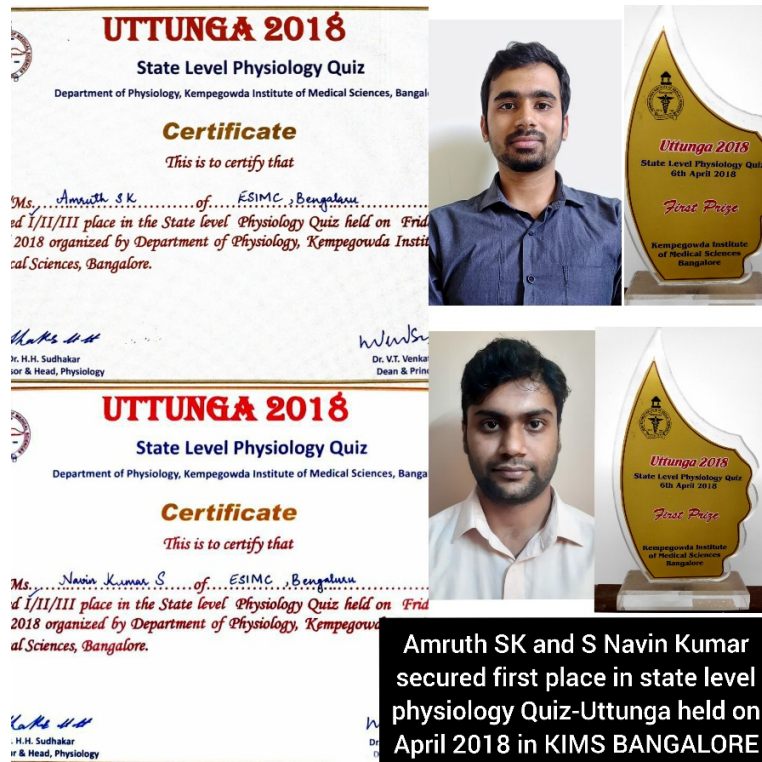 UTTUNGA 2018
State Level Physiology Quiz
Department of Physiology, Kempegowda Institute of Medical Sciences, Bangal
Certificate
This is to certify that
Ms. Amruth SK of ESIMC, Bengaluru
ed I/II/III place in the State level Physiology Quiz held on Frid
2018 organized by Department of Physiology, Kempegowda Instit
cal Sciences, Bangalore.
Dr. H.H. Sudhakar
sor & Head, Physiology
Dr. V.T. Venka
Dean & Prin
Uttunga 2018
State Level Physiology Qui
6th April 2018
First Prize
Kempegowda Institute
of Medical Sciences
Bangalore
UTTUNGA 2018
State Level Physiology Quiz
Department of Physiology, Kempegowda Institute of Medical Sciences, Banga
Certificate
This is to certify that
Ms. Navin Kumar S of ESIMC, Bengaluru
d I/II/III place in the State level Physiology Quiz held on Frid
2018 organized by Department of Physiology, Kempegowd
al Sciences, Bangalore.
. H.H. Sudhakar
r & Head, Physiology
Dr
Uttunga 2018
State Level Physiology Quiz
6th April 2018
First Prize
Kempegowda Institute
of Medical Sciences
Bangalore
Amruth SK and S Navin Kumar
secured first place in state level
physiology Quiz-Uttunga held on
April 2018 in KIMS BANGALORE